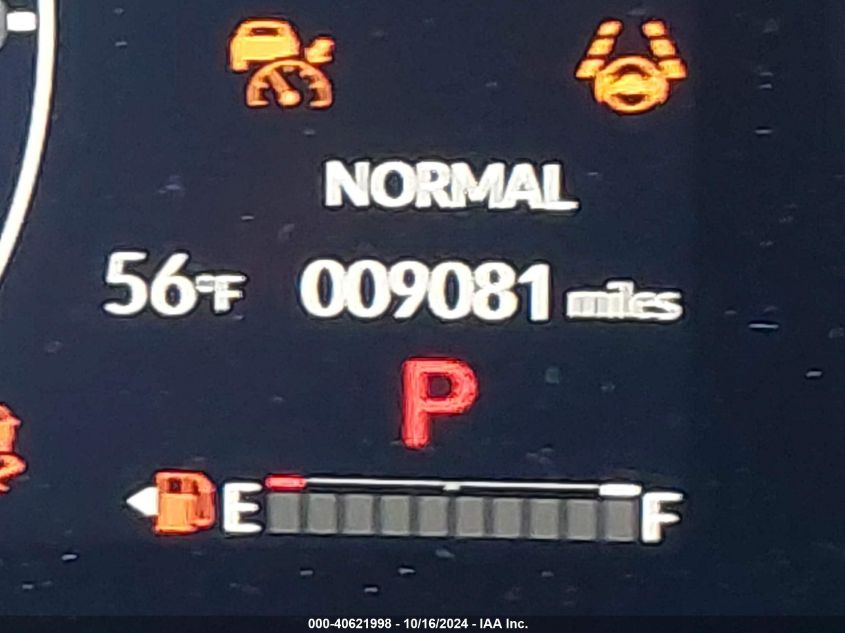 NORMAL
56°F 009081 miles
P
E F
000-40621998 - 10/16/2024 - IAA Inc.